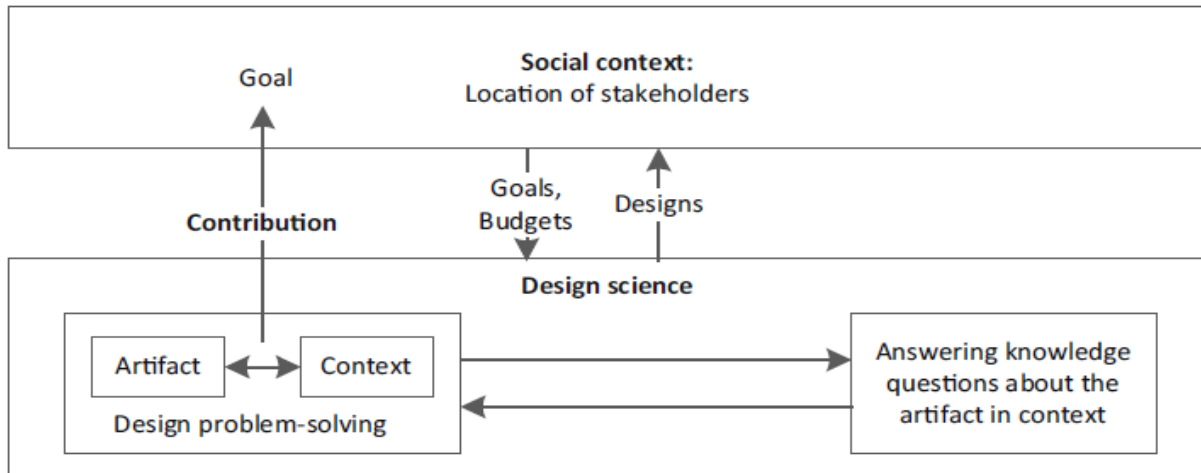 Social context:
Goal
Location of stakeholders
Goals,
Budgets
Designs
Contribution
Design science
Artifact
Context
Design problem-solving
Answering knowledge
questions about the
artifact in context